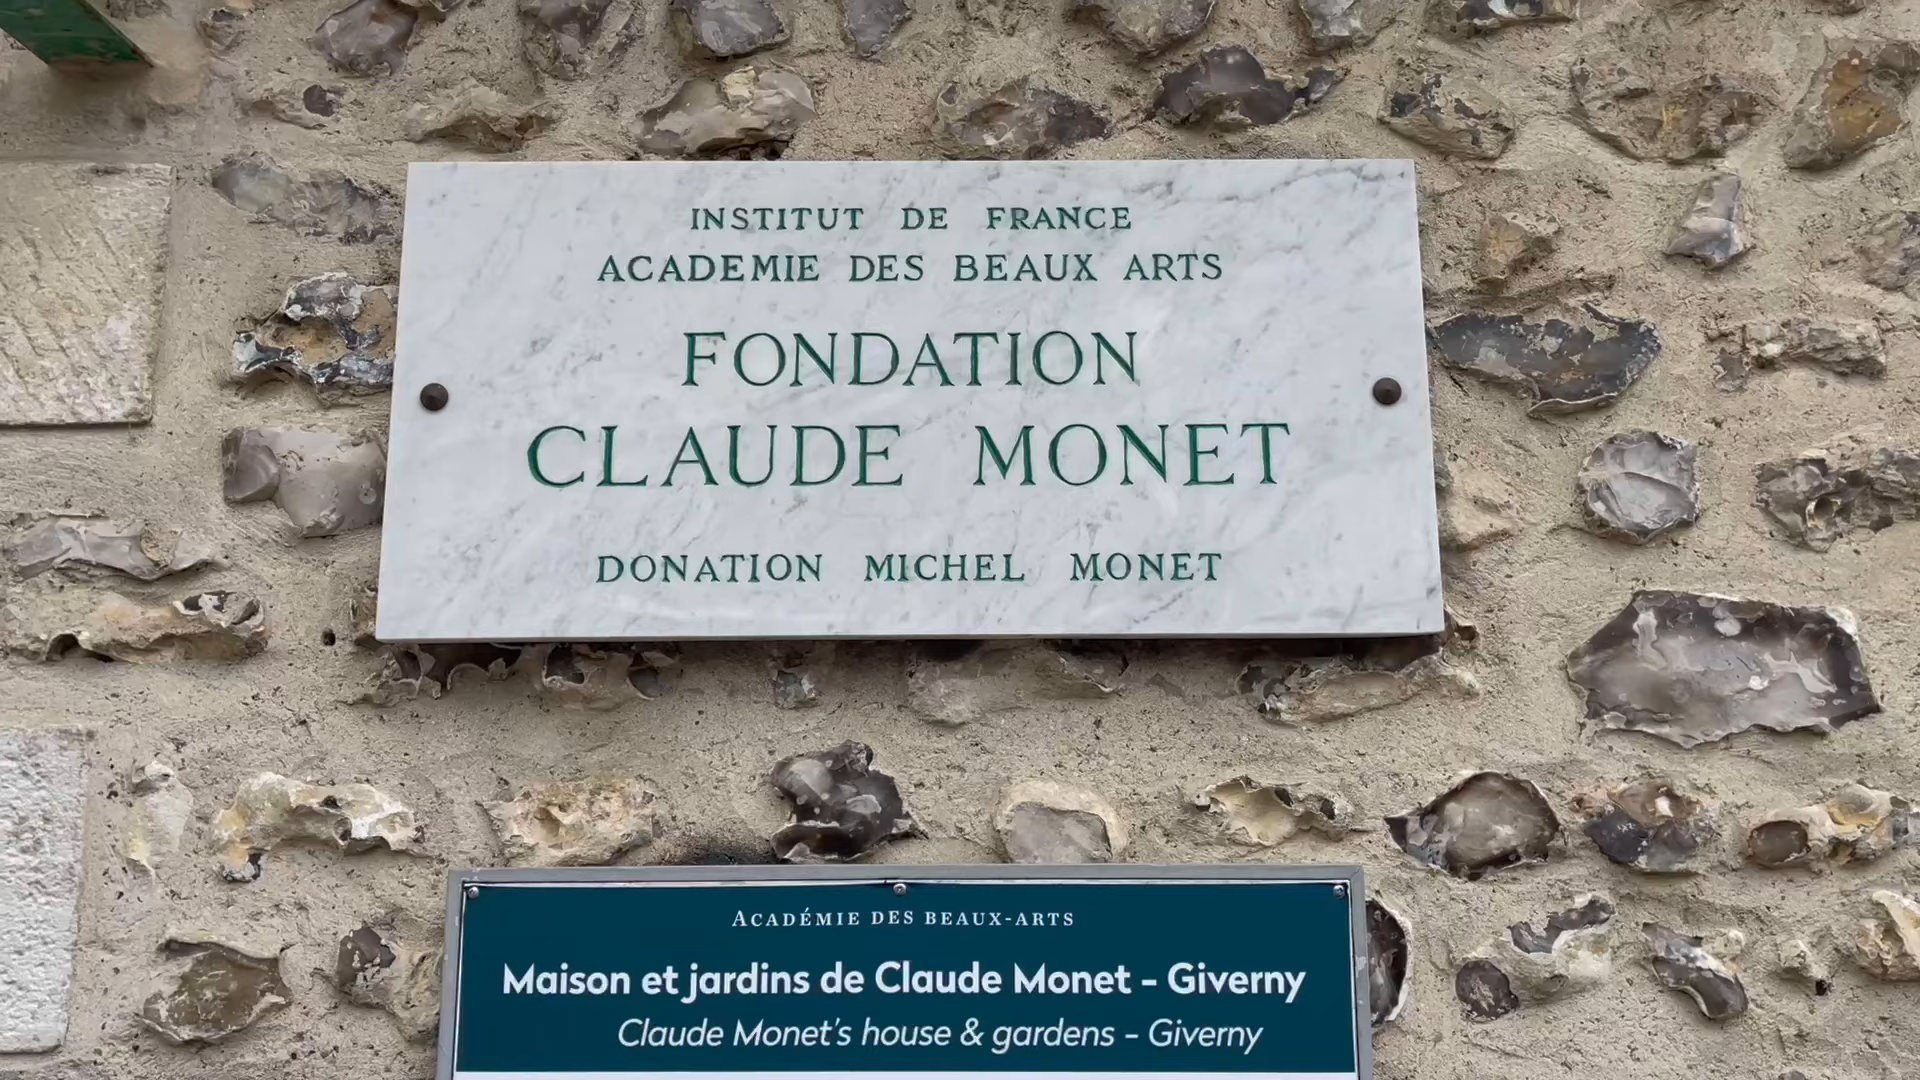 INSTITUT DE FRANCE
ACADEMIE DES BEAUX ARTS
FONDATION
CLAUDE MONET
DONATION MICHEL MONET
ACADÉMIE DES BEAUX-ARTS
Maison et jardins de Claude Monet - Giverny
Claude Monet's house & gardens - Giverny